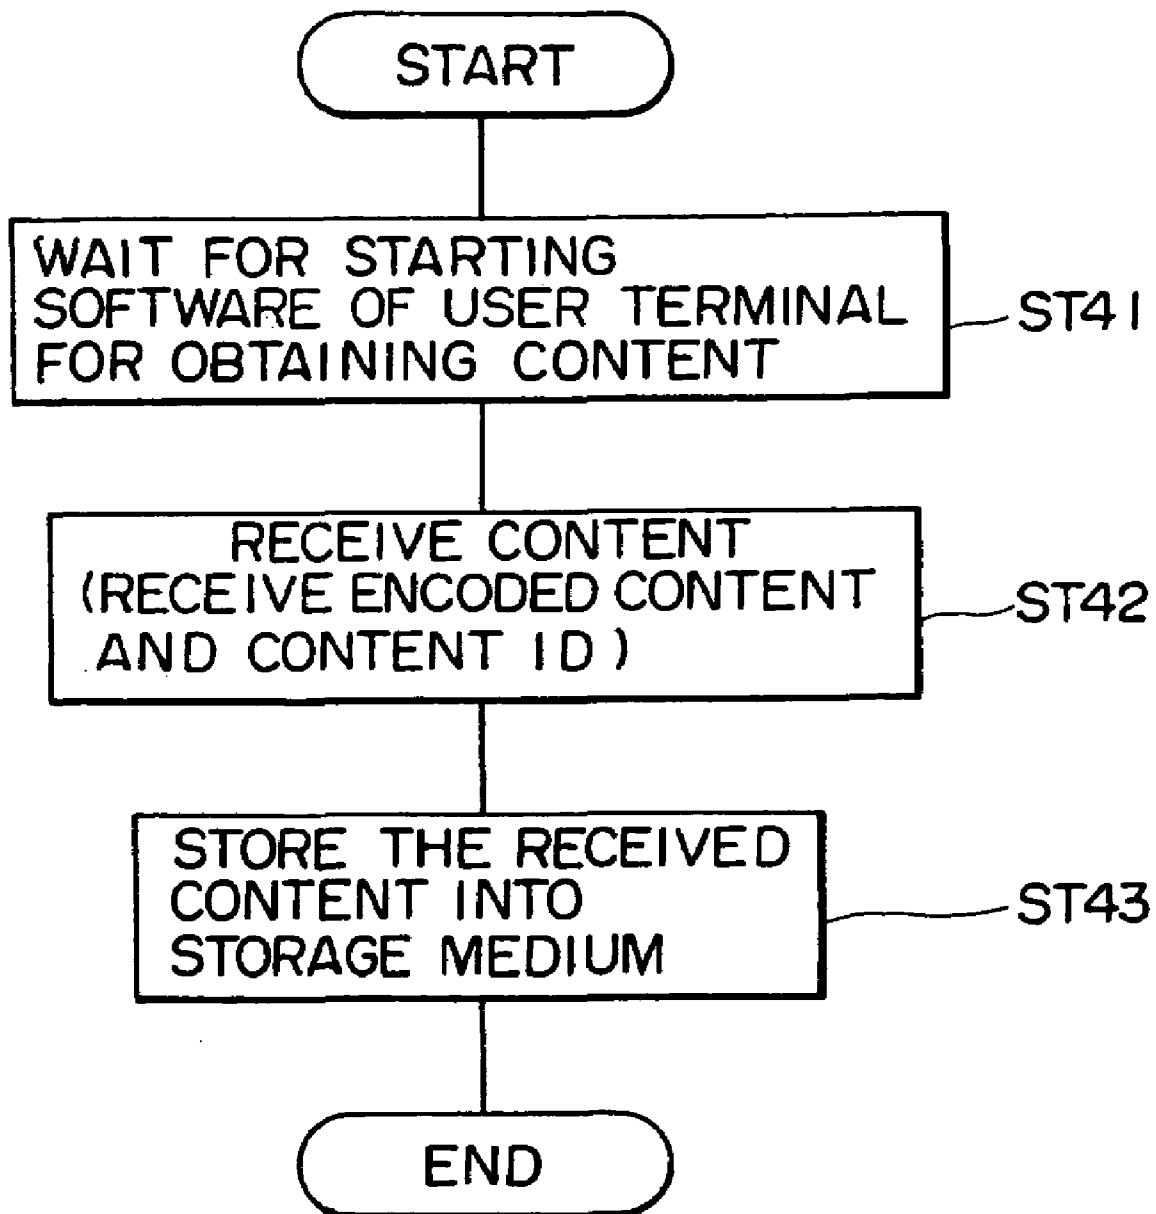 START
WAIT FOR STARTING
SOFTWARE OF USER TERMINAL
FOR OBTAINING CONTENT
ST41
RECEIVE CONTENT
(RECEIVE ENCODED CONTENT
AND CONTENT ID)
ST42
STORE THE RECEIVED
CONTENT INTO
STORAGE MEDIUM
ST43
END